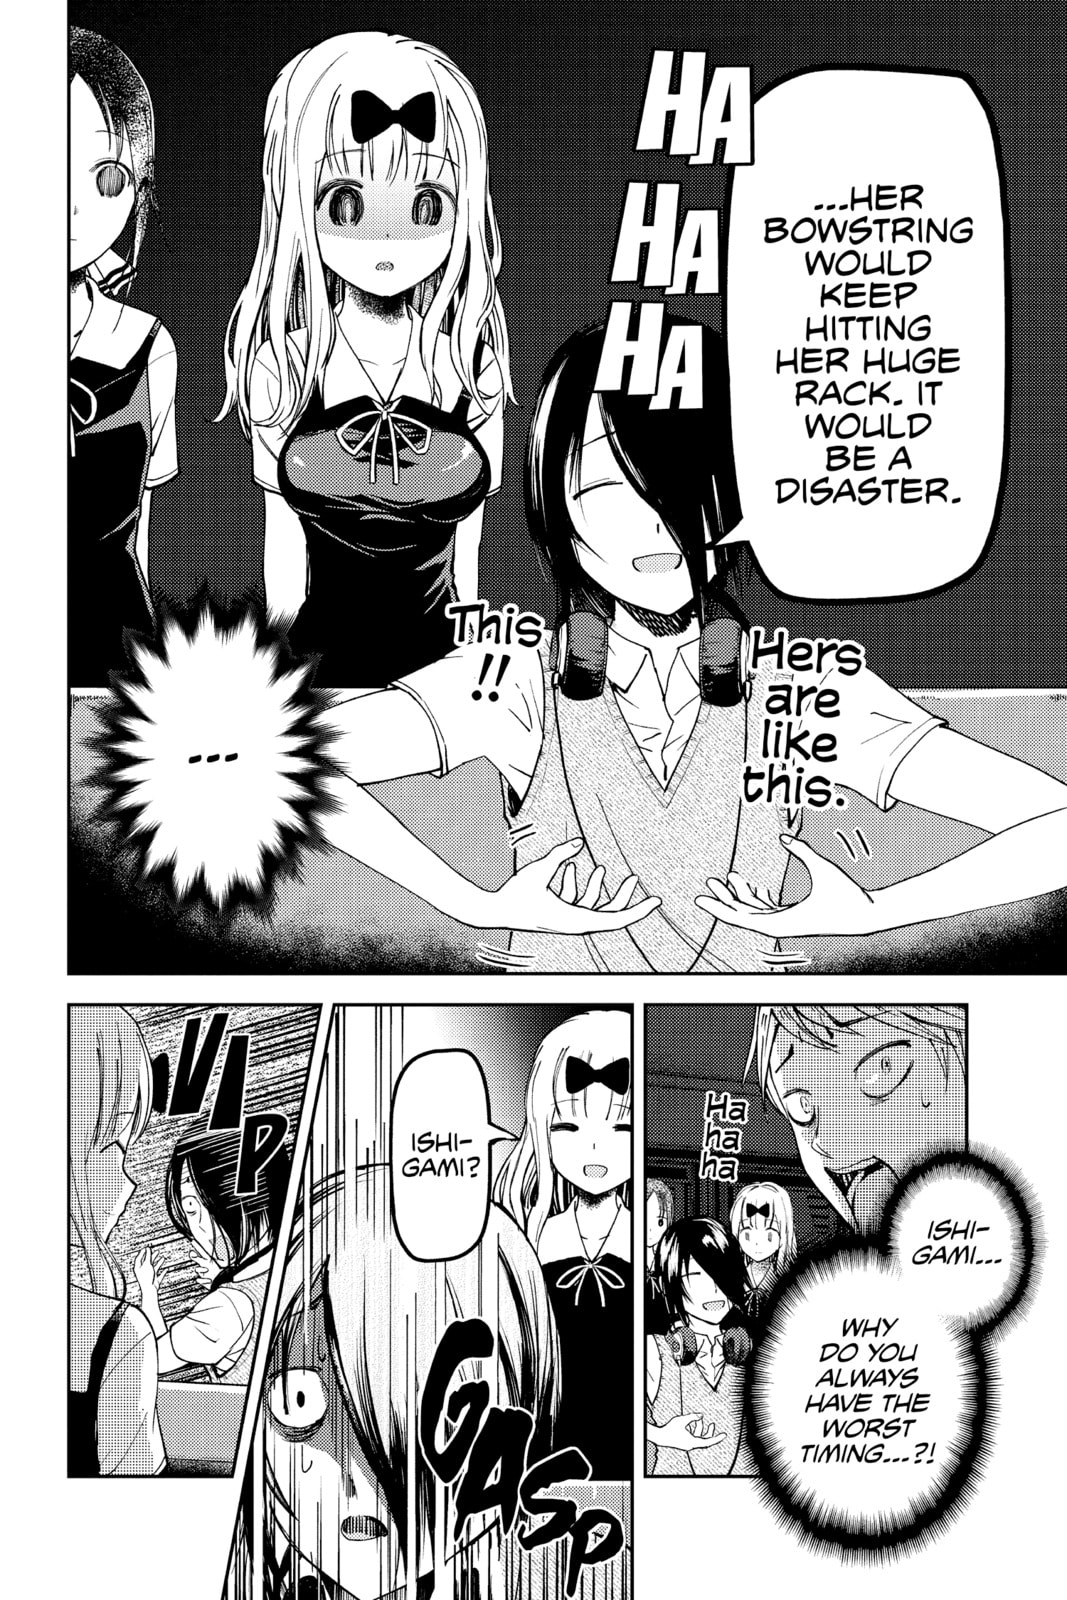 ...HER
BOWSTRING
WOULD
KEEP
HITTING
HER HUGE
RACK. IT
WOULD
BE A
DISASTER.
HA
HA
HA
Hers
are
like
this.
This
!!
...
Ha
ha
ha
ISHI-
GAMI...
WHY
DO YOU
ALWAYS
HAVE THE
WORST
TIMING...?!
ISHI-
GAMI?
GASP
VIP